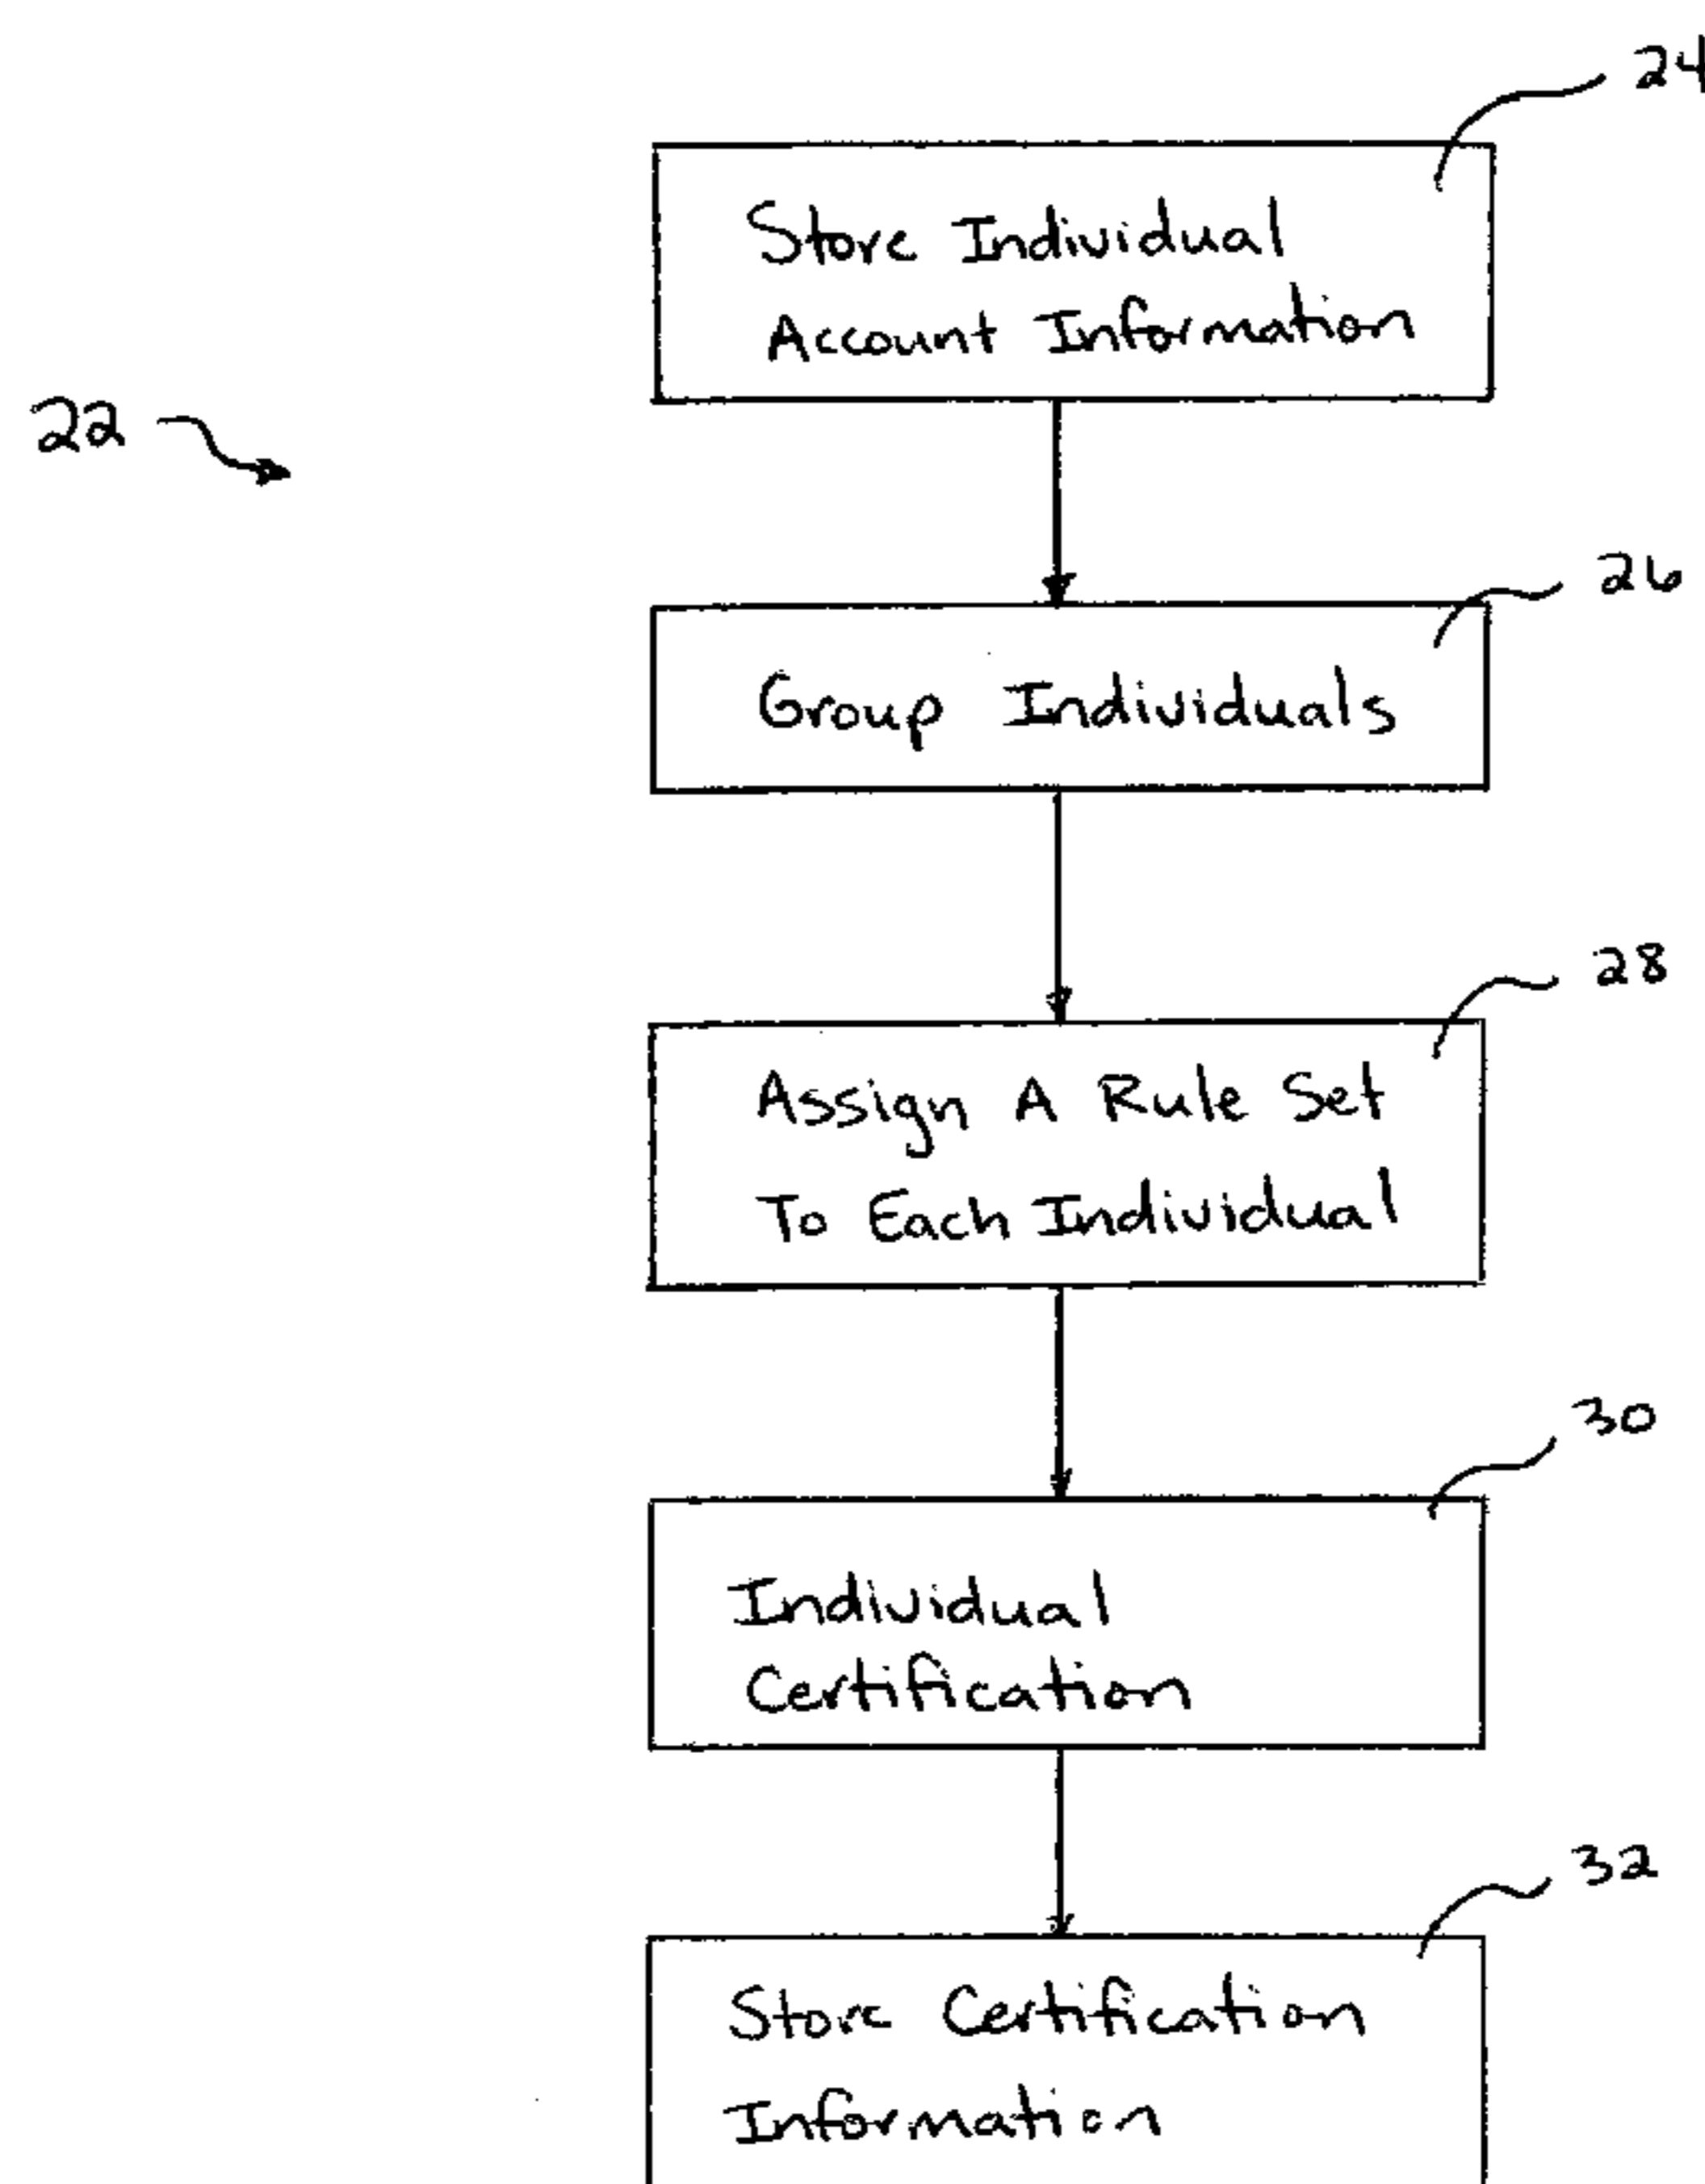 24
Store Individual
Account Information
22
26
Group Individuals
28
Assign A Rule Set
To Each Individual
30
Individual
Certification
32
Store Certification
Information